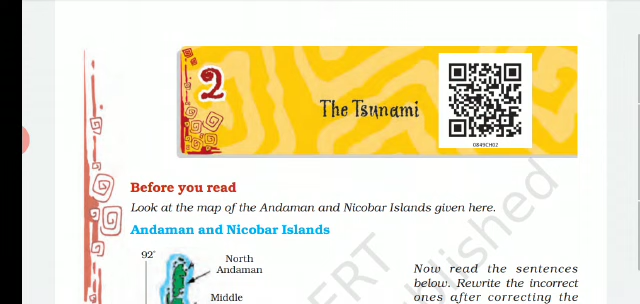 2
The Tsunami
0849CH02
Before you read
Look at the map of the Andaman and Nicobar Islands given here.
Andaman and Nicobar Islands
92°
North
Andaman
Middle
Now read the sentences
below. Rewrite the incorrect
ones after correcting the